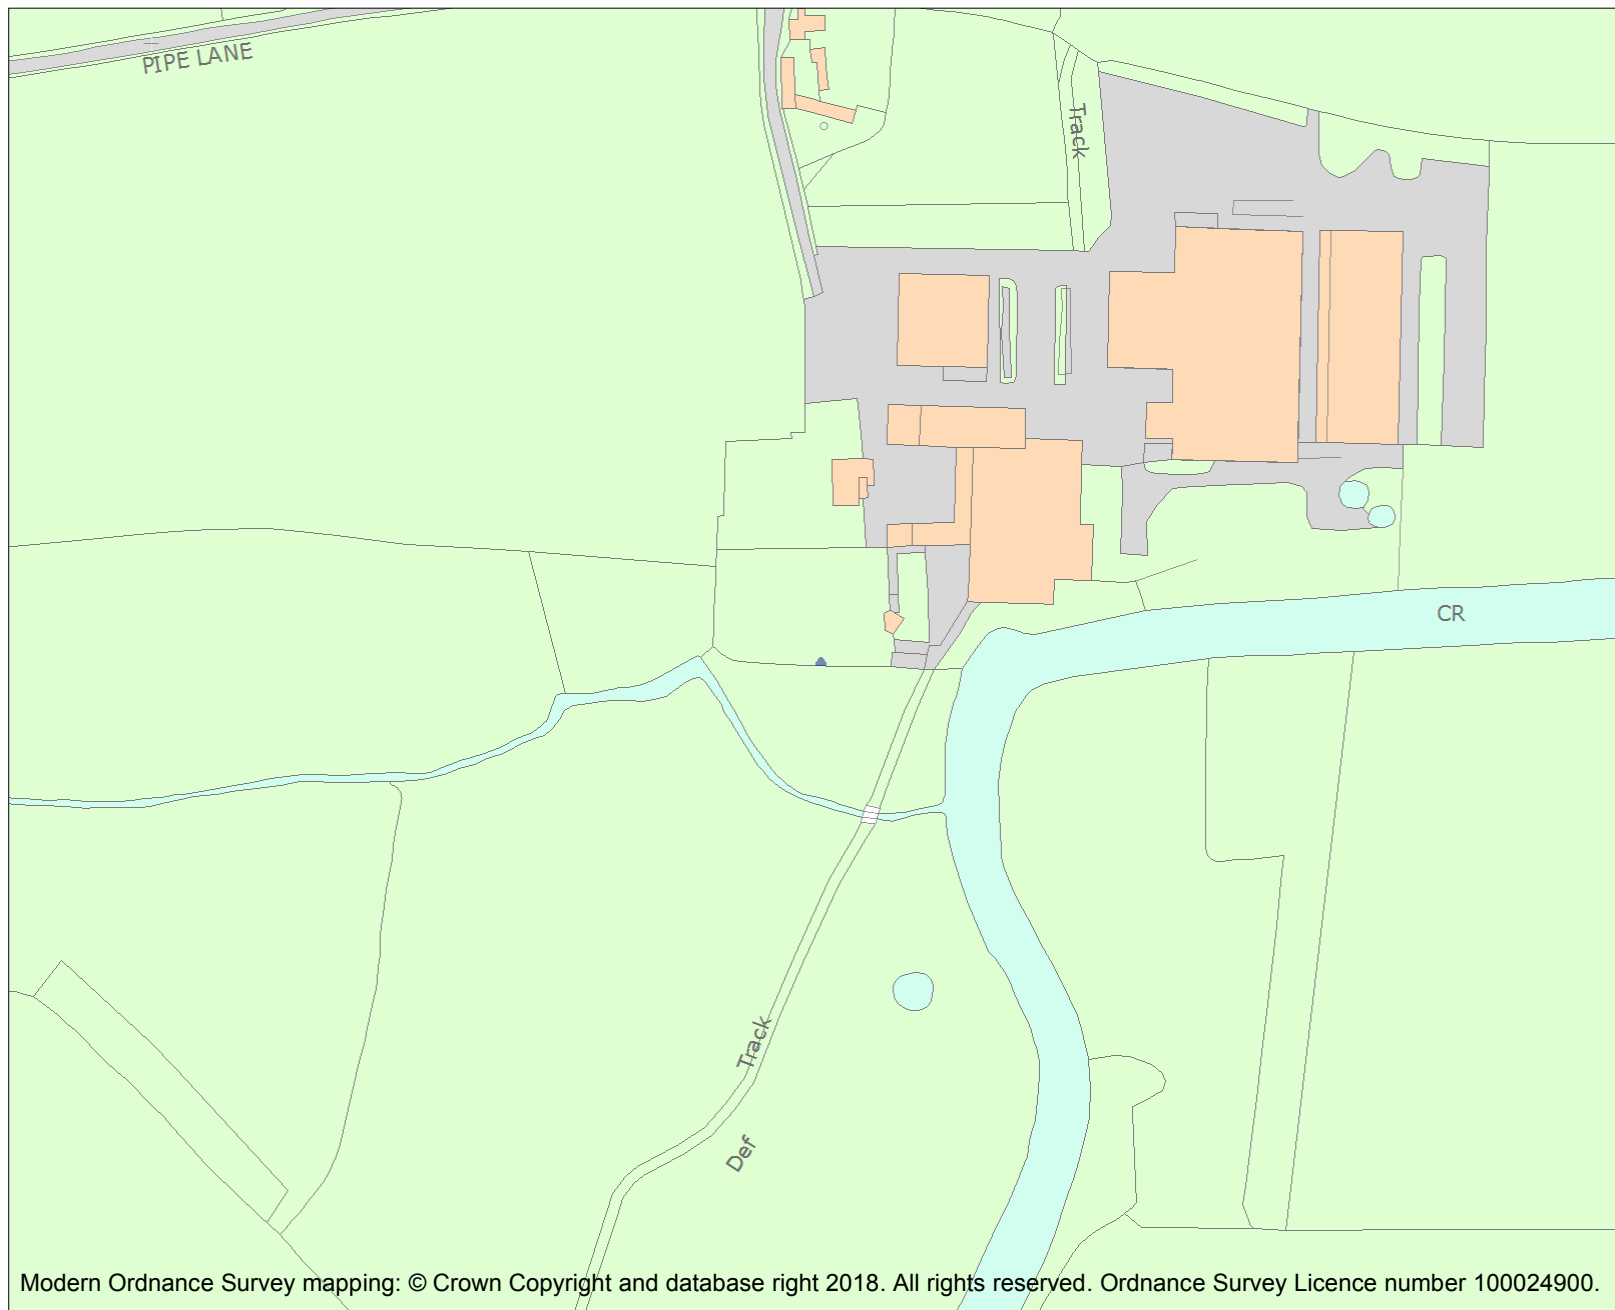 PIPE LANE
Track
CR
Track
Def
Modern Ordnance Survey mapping: © Crown Copyright and database right 2018. All rights reserved. Ordnance Survey Licence number 100024900.